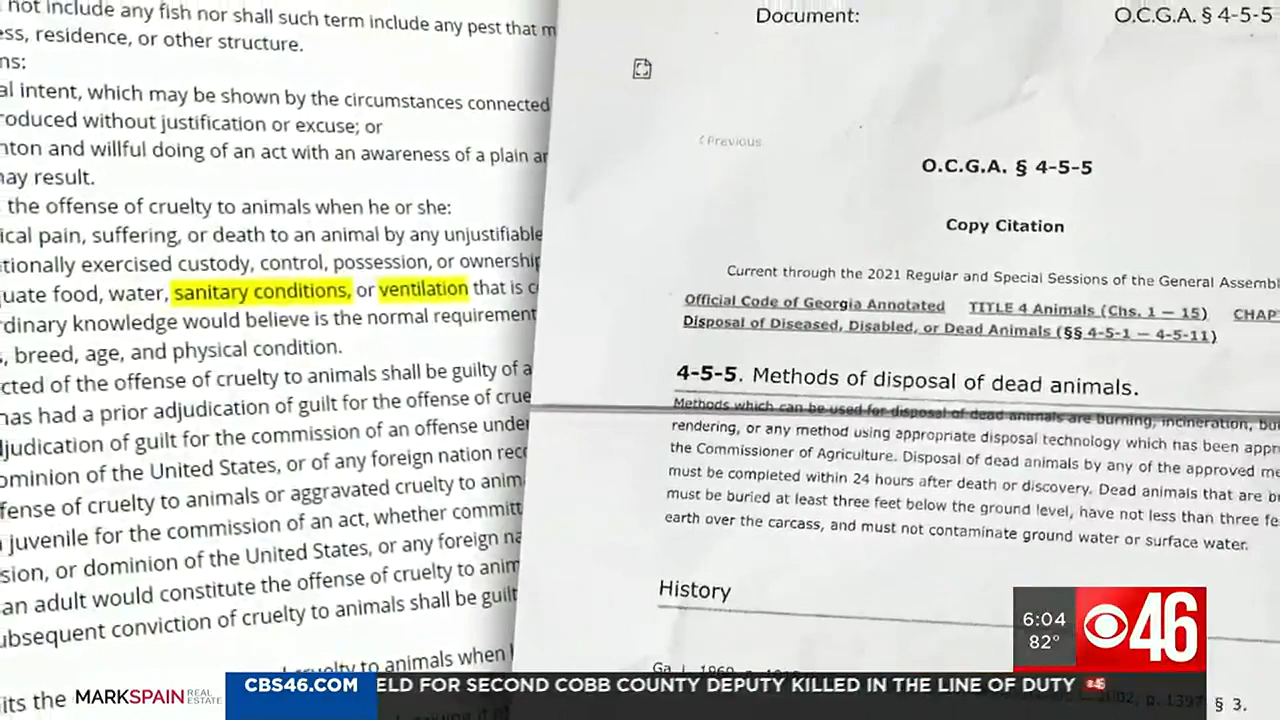 not include any fish nor shall such term include any pest that m
ess, residence, or other structure.
ns:
al intent, which may be shown by the circumstances connected
roduced without justification or excuse; or
nton and willful doing of an act with an awareness of a plain an
nay result.
the offense of cruelty to animals when he or she:
ical pain, suffering, or death to an animal by any unjustifiable
tionally exercised custody, control, possession, or ownership
uate food, water, sanitary conditions, or ventilation that is c
rdinary knowledge would believe is the normal requirement
, breed, age, and physical condition.
cted of the offense of cruelty to animals shall be guilty of a
has had a prior adjudication of guilt for the offense of crue
djudication of guilt for the commission of an offense under
ominion of the United States, or of any foreign nation reco
fense of cruelty to animals or aggravated cruelty to anim
juvenile for the commission of an act, whether committ
sion, or dominion of the United States, or any foreign na
an adult would constitute the offense of cruelty to anim
ubsequent conviction of cruelty to animals shall be guilt
cruelty to animals when
its the
Document:
O.C.G.A. § 4-5-5
Previous
O.C.G.A. § 4-5-5
Copy Citation
Current through the 2021 Regular and Special Sessions of the General Assembl
Official Code of Georgia Annotated TITLE 4 Animals (Chs. 1 — 15) CHAP
Disposal of Diseased, Disabled, or Dead Animals (§§ 4-5-1 — 4-5-11)
4-5-5. Methods of disposal of dead animals.
Methods which can be used for disposal of dead animals are burning, incineration, bu
rendering, or any method using appropriate disposal technology which has been appr
the Commissioner of Agriculture. Disposal of dead animals by any of the approved me
must be completed within 24 hours after death or discovery. Dead animals that are bu
must be buried at least three feet below the ground level, have not less than three fe
earth over the carcass, and must not contaminate ground water or surface water.
History
Ga. L. 1969, p.
2002, p. 1397 § 3.
6:04
82°
46
MARKSPAIN REAL ESTATE
CBS46.COM
ELD FOR SECOND COBB COUNTY DEPUTY KILLED IN THE LINE OF DUTY